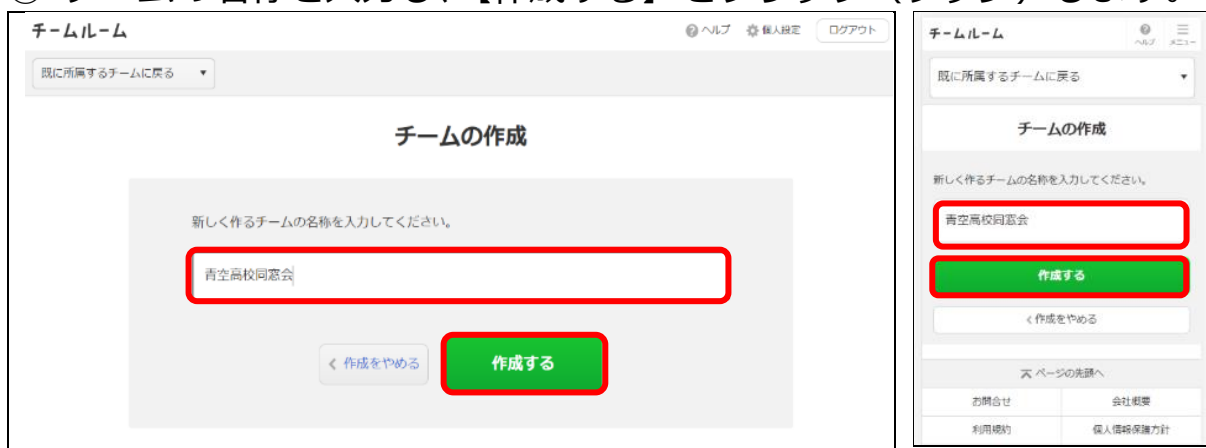 チームルーム
ヘルプ 個人設定 ログアウト
既に所属するチームに戻る
チームの作成
新しく作るチームの名称を入力してください。
青空高校同窓会
作成をやめる 作成する
チームルーム
ヘルプ メニュー
既に所属するチームに戻る
チームの作成
新しく作るチームの名称を入力してください。
青空高校同窓会
作成する
作成をやめる
ページの先頭へ
お問合せ 会社概要
利用規約 個人情報保護方針